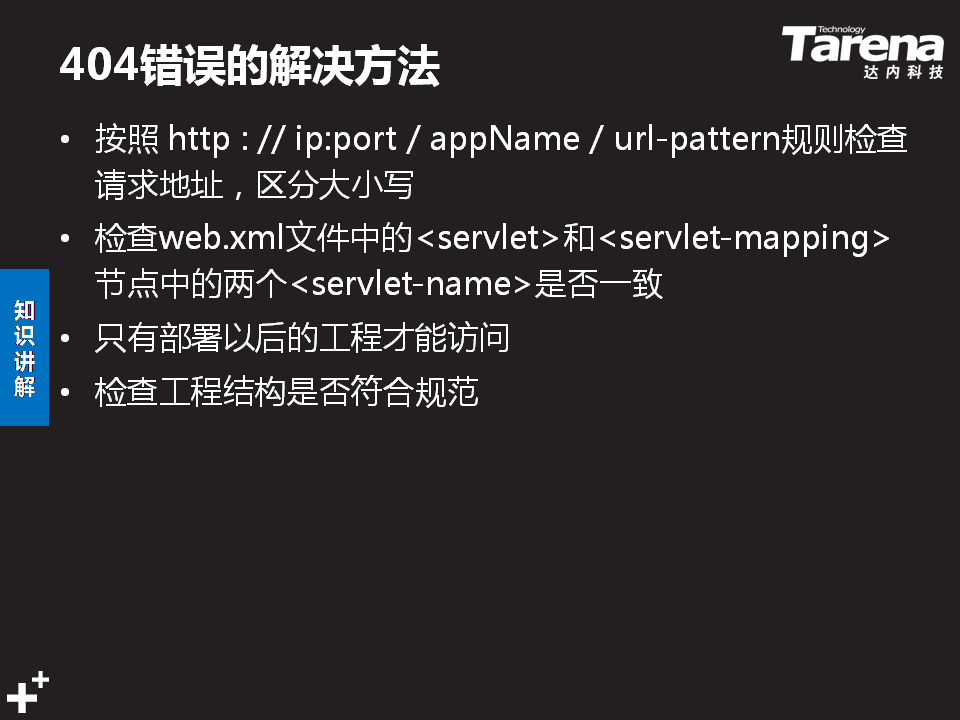 404错误的解决方法
Technology
Tarena
达内科技
• 按照 http : // ip:port / appName / url-pattern规则检查
请求地址，区分大小写
• 检查web.xml文件中的<servlet>和<servlet-mapping>
节点中的两个<servlet-name>是否一致
• 只有部署以后的工程才能访问
• 检查工程结构是否符合规范
知识讲解